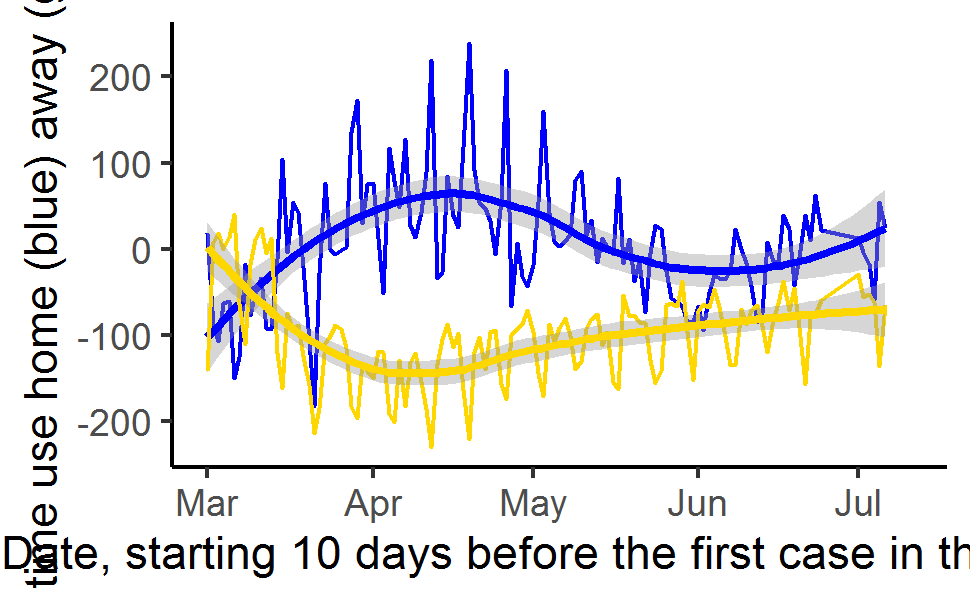 time use home (blue) away (
200
100
0
-100
-200
Mar Apr May Jun Jul
Date, starting 10 days before the first case in th